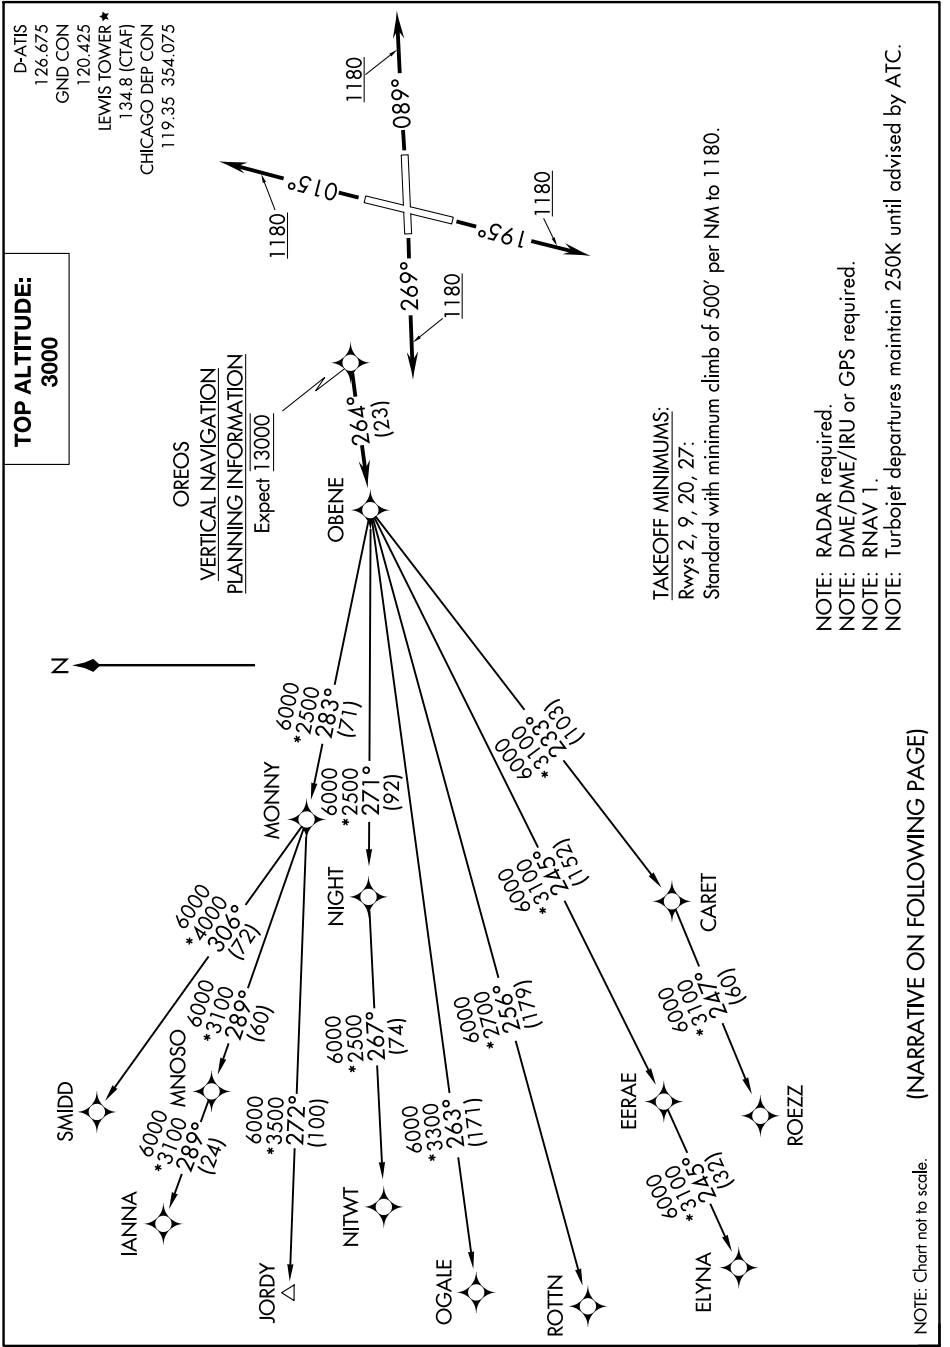 D-ATIS
126.675
GND CON
120.425
LEWIS TOWER★
134.8 (CTAF)
CHICAGO DEP CON
119.35 354.075
TOP ALTITUDE:
3000
015°
1180
089°
1180
195°
1180
269°
1180
OREOS
VERTICAL NAVIGATION
PLANNING INFORMATION
Expect 13000
264°
(23)
OBENE
N
6000
*2500
283°
(71)
MONNY
6000
*4000
306°
(72)
SMIDD
6000
*3100
289°
(60)
MNOSO
6000
*3100
289°
(24)
IANNA
6000
*3500
272°
(100)
JORDY
6000
*2500
271°
(92)
NIGHT
6000
*2500
267°
(74)
NITWT
6000
*3300
263°
(171)
OGALE
6000
*2700
256°
(179)
ROTTN
6000
*3100
245°
(152)
EERAE
6000
*3100
245°
(32)
ELYNA
6000
*3100
233°
(103)
CARET
6000
*3100
247°
(60)
ROEZZ
TAKEOFF MINIMUMS:
Rwys 2, 9, 20, 27:
Standard with minimum climb of 500' per NM to 1180.
NOTE: RADAR required.
NOTE: DME/DME/IRU or GPS required.
NOTE: RNAV 1.
NOTE: Turbojet departures maintain 250K until advised by ATC.
(NARRATIVE ON FOLLOWING PAGE)
NOTE: Chart not to scale.